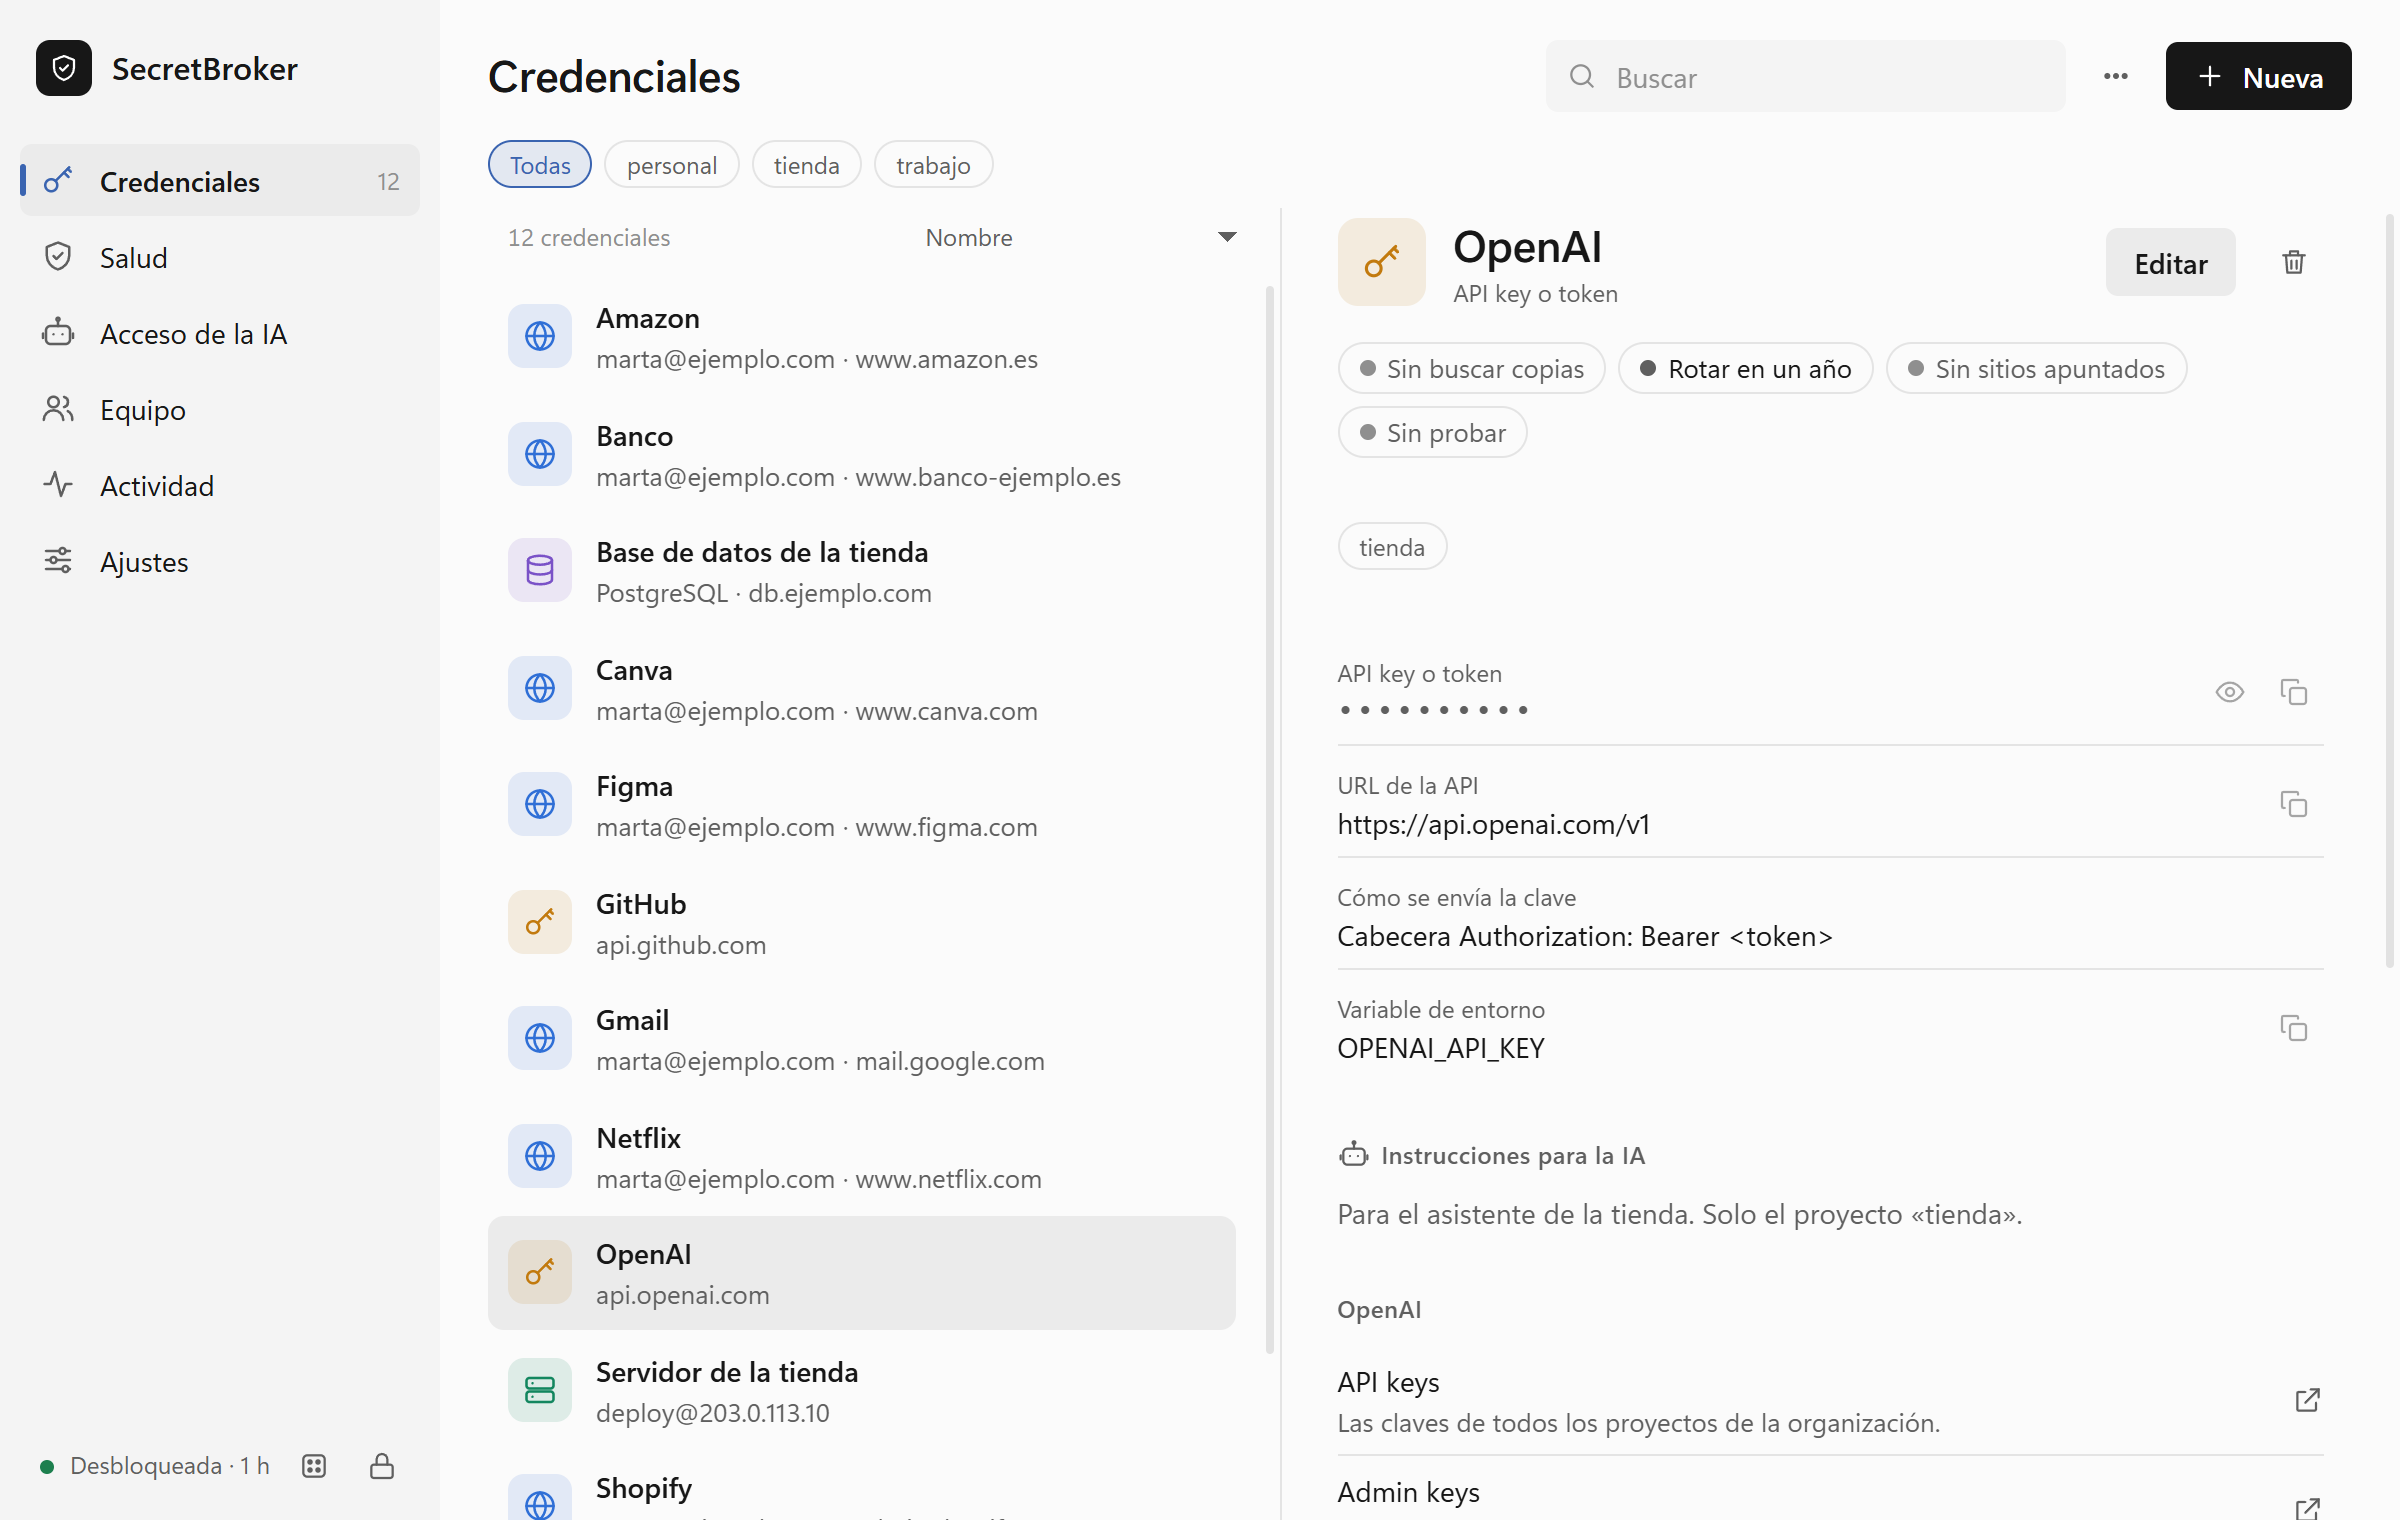 SecretBroker
Credenciales
12
Salud
Acceso de la IA
Equipo
Actividad
Ajustes
Desbloqueada · 1 h
Credenciales
Buscar
Nueva
Todas
personal
tienda
trabajo
12 credenciales
Nombre
Amazon
marta@ejemplo.com · www.amazon.es
Banco
marta@ejemplo.com · www.banco-ejemplo.es
Base de datos de la tienda
PostgreSQL · db.ejemplo.com
Canva
marta@ejemplo.com · www.canva.com
Figma
marta@ejemplo.com · www.figma.com
GitHub
api.github.com
Gmail
marta@ejemplo.com · mail.google.com
Netflix
marta@ejemplo.com · www.netflix.com
OpenAI
api.openai.com
Servidor de la tienda
deploy@203.0.113.10
Shopify
OpenAI
API key o token
Editar
Sin buscar copias
Rotar en un año
Sin sitios apuntados
Sin probar
tienda
API key o token
••••••••••
URL de la API
https://api.openai.com/v1
Cómo se envía la clave
Cabecera Authorization: Bearer <token>
Variable de entorno
OPENAI_API_KEY
Instrucciones para la IA
Para el asistente de la tienda. Solo el proyecto «tienda».
OpenAI
API keys
Las claves de todos los proyectos de la organización.
Admin keys